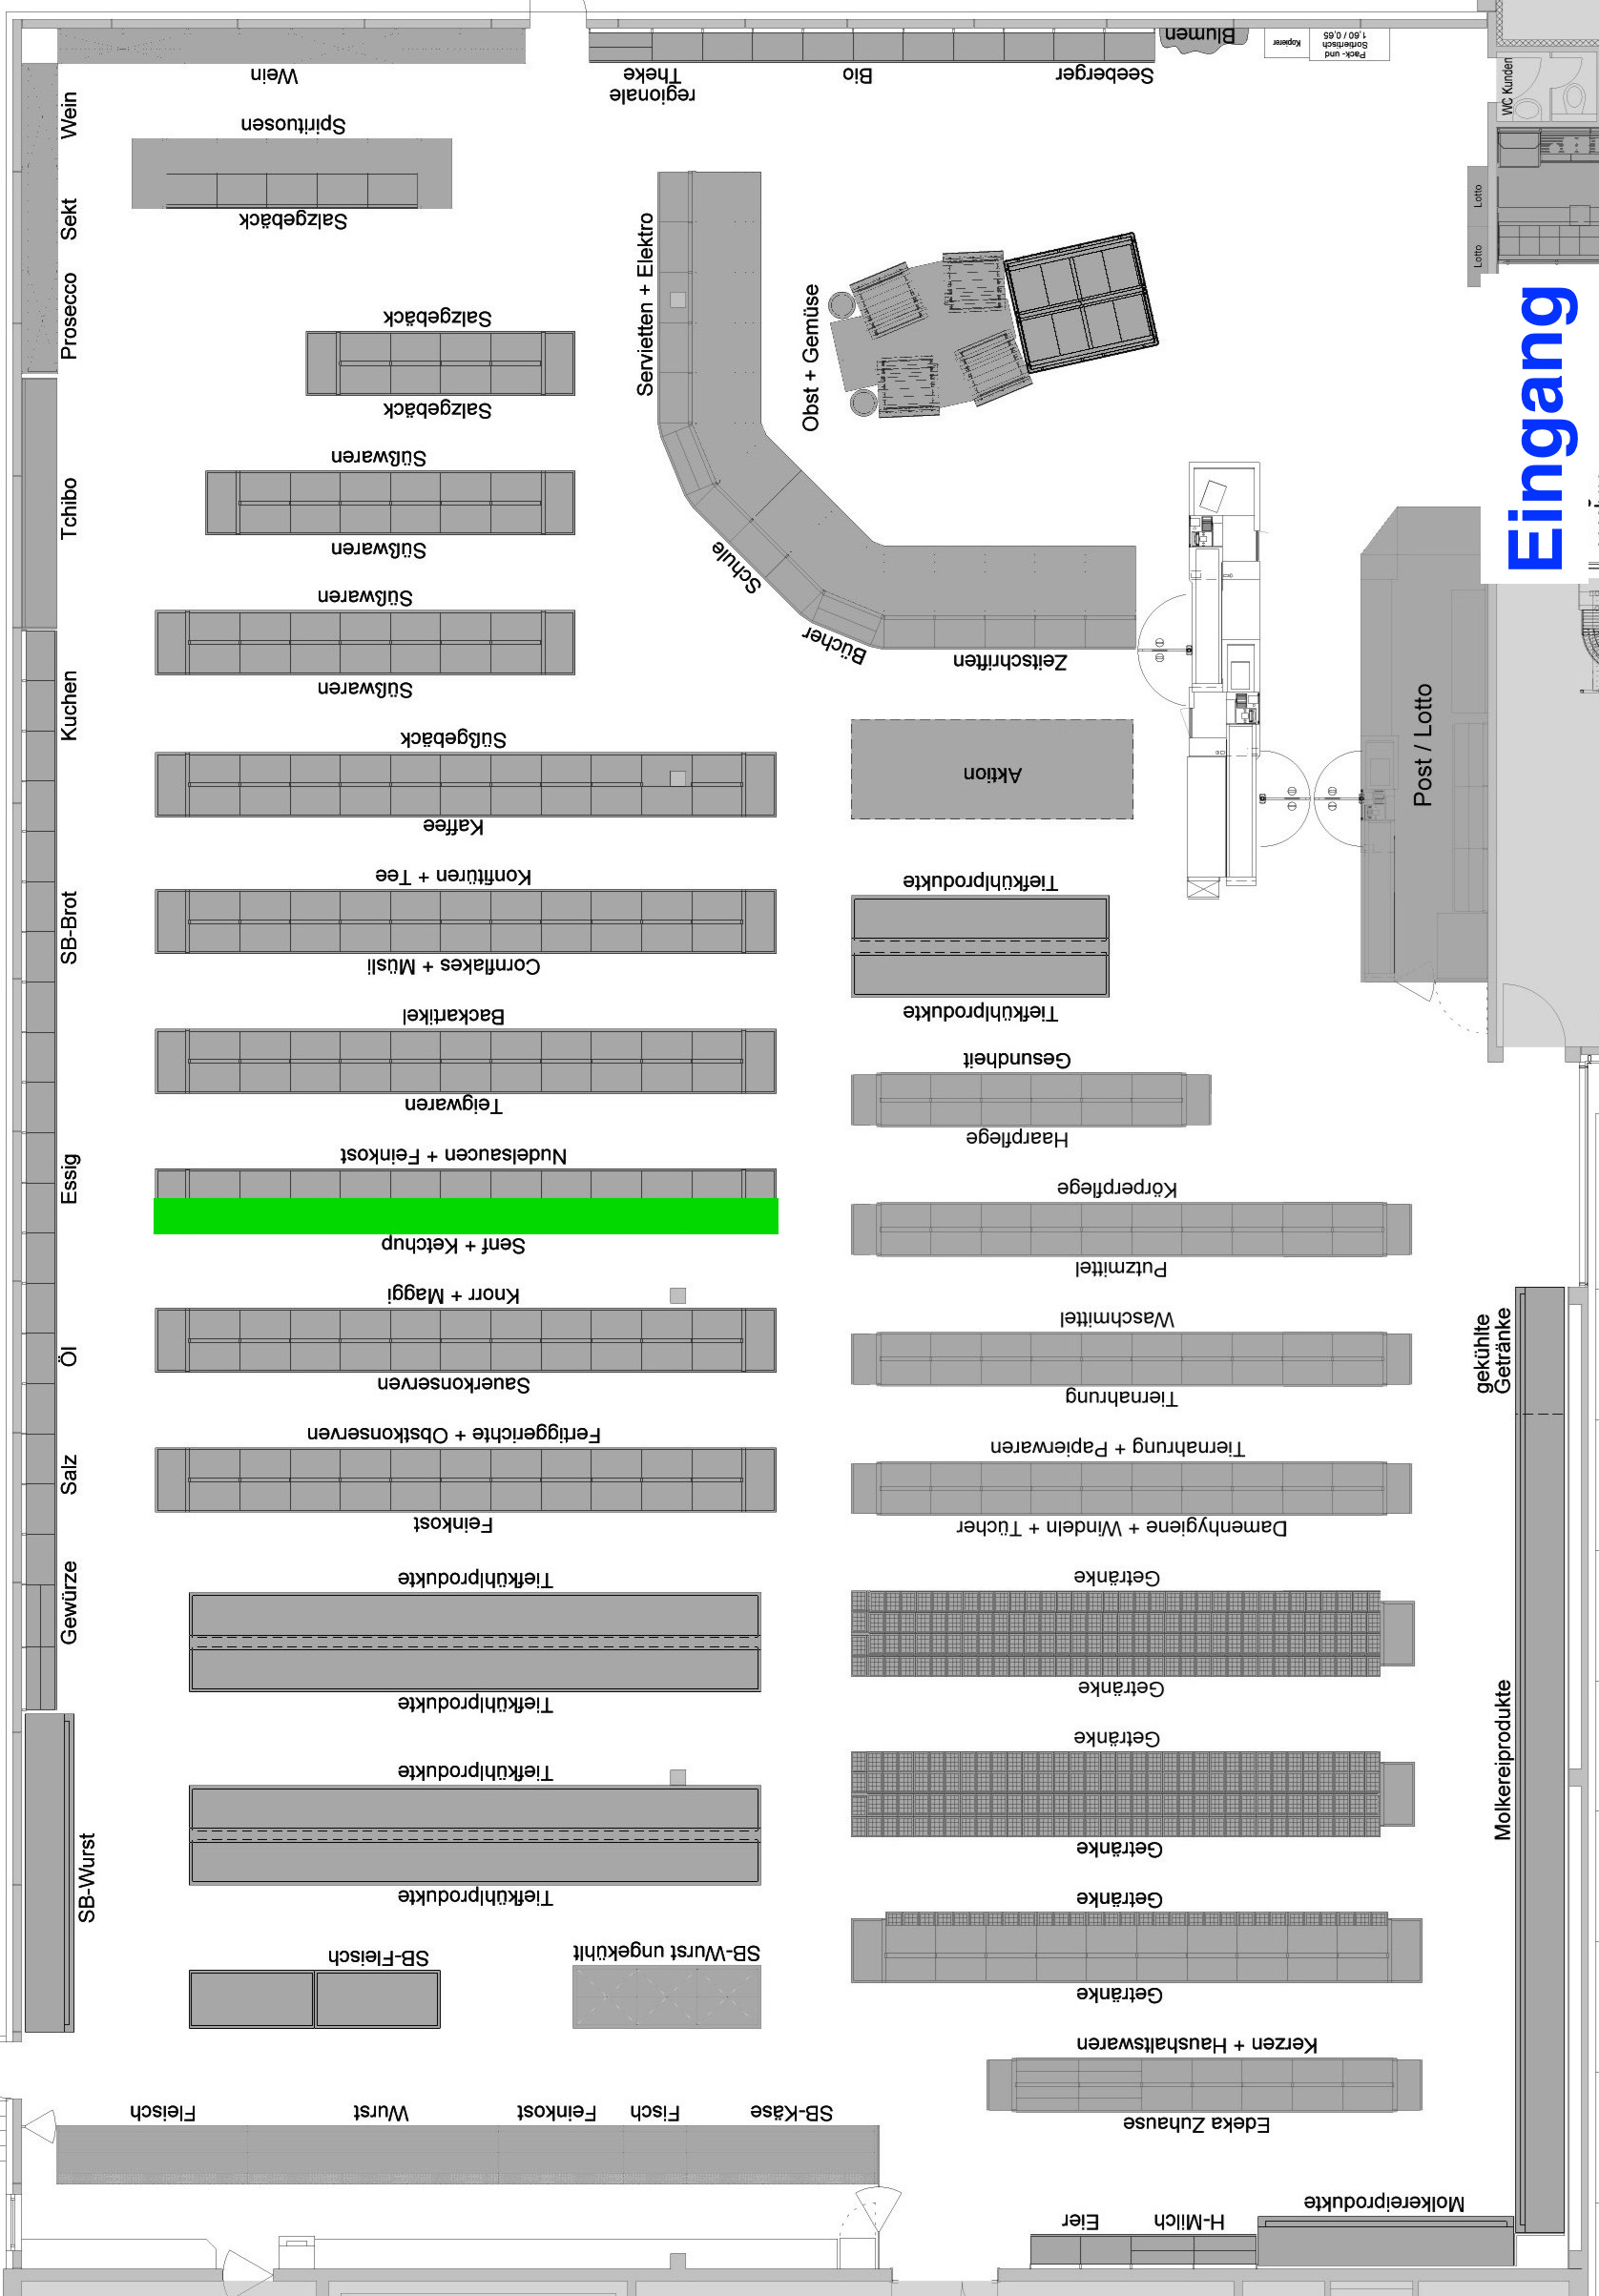 Wein
regionale
Theke
Bio
Seeberger
Blumen
Kopierer
Pack- und
Sortiertisch
1,60 / 0,65
WC Kunden
Wein
Spirituosen
Salzgebäck
Sekt
Prosecco
Lotto
Lotto
Eingang
Servietten + Elektro
Obst + Gemüse
Salzgebäck
Salzgebäck
Süßwaren
Süßwaren
Tchibo
Schule
Bücher
Zeitschriften
Süßwaren
Süßwaren
Kuchen
Süßgebäck
Kaffee
Aktion
Post / Lotto
Konfitüren + Tee
Cornflakes + Müsli
SB-Brot
Tiefkühlprodukte
Tiefkühlprodukte
Backartikel
Teigwaren
Gesundheit
Haarpflege
Nudelsaucen + Feinkost
Senf + Ketchup
Essig
Körperpflege
Putzmittel
Knorr + Maggi
Sauerkonserven
Öl
Waschmittel
Tiernahrung
gekühlte
Getränke
Fertiggerichte + Obstkonserven
Feinkost
Salz
Tiernahrung + Papierwaren
Damenhygiene + Windeln + Tücher
Gewürze
Tiefkühlprodukte
Tiefkühlprodukte
Getränke
Getränke
Molkereiprodukte
Tiefkühlprodukte
Tiefkühlprodukte
Getränke
Getränke
SB-Wurst
SB-Fleisch
SB-Wurst ungekühlt
Getränke
Getränke
Kerzen + Haushaltswaren
Edeka Zuhause
Fleisch
Wurst
Feinkost
Fisch
SB-Käse
Eier
H-Milch
Molkereiprodukte